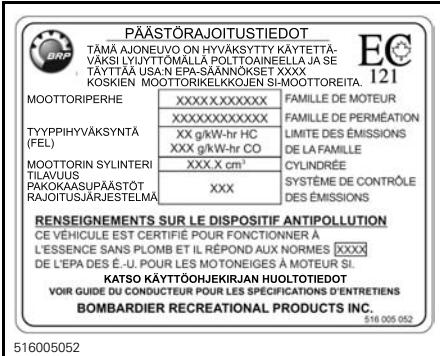 PÄÄSTÖRAJOITUSTIEDOT
TÄMÄ AJONEUVO ON HYVÄKSYTTY KÄYTETTÄ-
VÄKSI LYIJYTTÖMÄLLÄ POLTTOAINEELLA JA SE
TÄYTTÄÄ USA:N EPA-SÄÄNNÖKSET XXXX
KOSKIEN MOOTTORIKELKKOJEN SI-MOOTTOREITA.
BRP
EC
121
MOOTTORIPERHE XXXXX.XXXXXX FAMILLE DE MOTEUR
XXXXXXXXXXXX FAMILLE DE PERMÉATION
TYYPPIHYVÄKSYNTÄ XX g/kW-hr HC LIMITE DES ÉMISSIONS
(FEL) XXX g/kW-hr CO DE LA FAMILLE
MOOTTORIN SYLINTERI XXX.X cm³ CYLINDRÉE
TILAVUUS
PAKOKAASUPÄÄSTÖT XXX SYSTÈME DE CONTRÔLE
RAJOITUSJÄRJESTELMÄ DES ÉMISSIONS
RENSEIGNEMENTS SUR LE DISPOSITIF ANTIPOLLUTION
CE VÉHICULE EST CERTIFIÉ POUR FONCTIONNER À
L'ESSENCE SANS PLOMB ET IL RÉPOND AUX NORMES XXXX
DE L'EPA DES É.-U. POUR LES MOTONEIGES À MOTEUR SI.
KATSO KÄYTTÖOHJEKIRJAN HUOLTOTIEDOT
VOIR GUIDE DU CONDUCTEUR POUR LES SPÉCIFICATIONS D'ENTRETIENS
BOMBARDIER RECREATIONAL PRODUCTS INC.
516 005 052
516005052